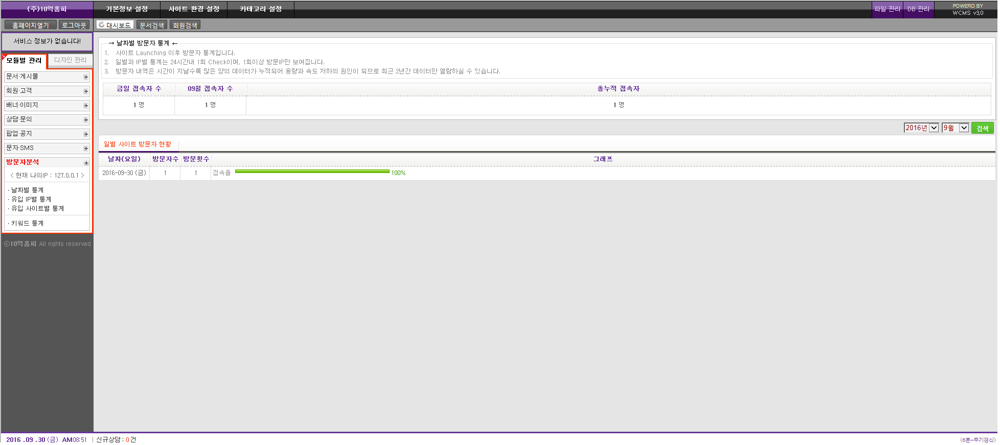 (주)10억홈피 기본정보 설정 사이트 환경 설정 카테고리 설정 파일 관리 DB 관리 POWERD BY
WCMS v3.0
홈페이지열기 로그아웃 대시보드 문서검색 회원검색
서비스 정보가 없습니다!
모듈별 관리 디자인 관리
문서·게시물
회원·고객
배너·이미지
상담·문의
팝업·공지
문자·SMS
방문자분석
< 현재 나의IP : 127.0.0.1 >
· 날짜별 통계
· 유입 IP별 통계
· 유입 사이트별 통계
· 키워드 통계
ⓒ10억홈피 All rights reserved
→ 날짜별 방문자 통계 ←
1. 사이트 Launching 이후 방문자 통계입니다.
2. 일별과 IP별 통계는 24시간내 1회 Check이며, 1회이상 방문IP만 보여집니다.
3. 방문자 내역은 시간이 지날수록 많은 양의 데이터가 누적되어 용량과 속도 저하의 원인이 되므로 최근 2년간 데이터만 열람하실 수 있습니다.
금일 접속자 수 09월 접속자 수 총누적 접속자
1 명 1 명 1 명
2016년 9월 검색
일별 사이트 방문자 현황
날짜(요일) 방문자수 방문횟수 그래프
2016-09-30 (금) 1 1 접속율 100%
2016 .09 .30 (금) AM08:51 | 신규상담 : 0 건 (6분-주기갱신)